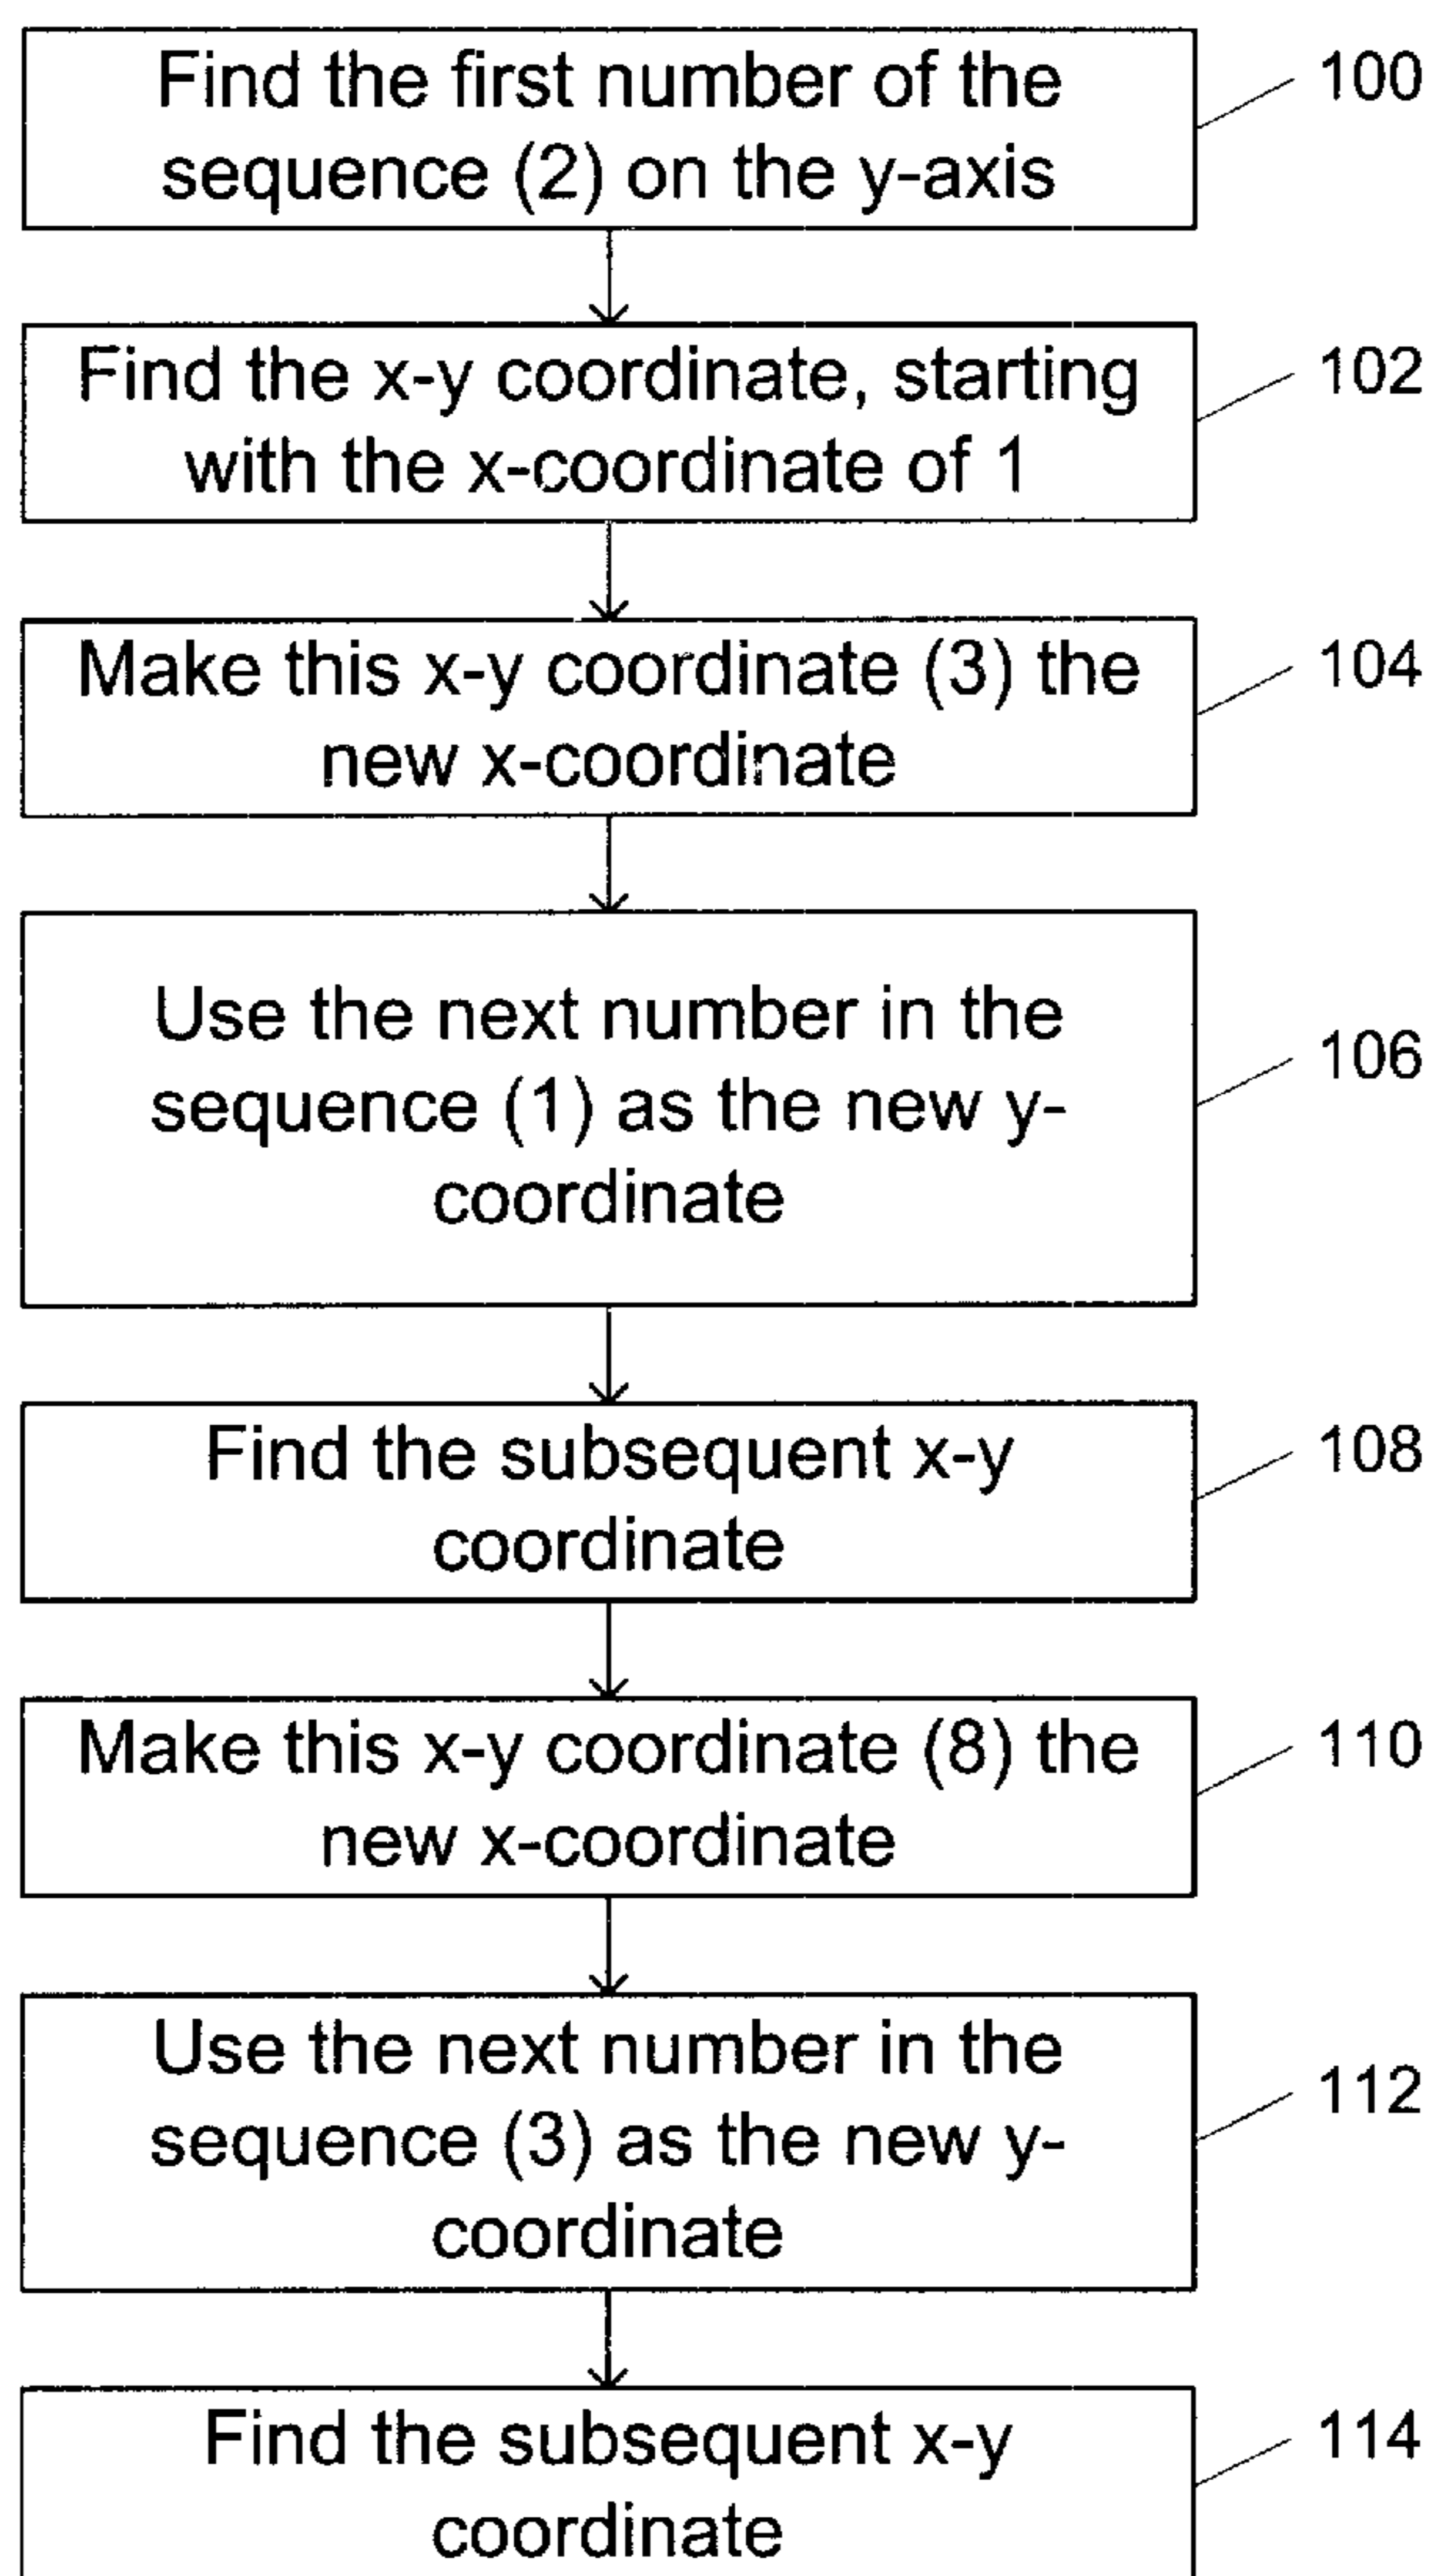 Find the first number of the
sequence (2) on the y-axis
100
Find the x-y coordinate, starting
with the x-coordinate of 1
102
Make this x-y coordinate (3) the
new x-coordinate
104
Use the next number in the
sequence (1) as the new y-
coordinate
106
Find the subsequent x-y
coordinate
108
Make this x-y coordinate (8) the
new x-coordinate
110
Use the next number in the
sequence (3) as the new y-
coordinate
112
Find the subsequent x-y
coordinate
114